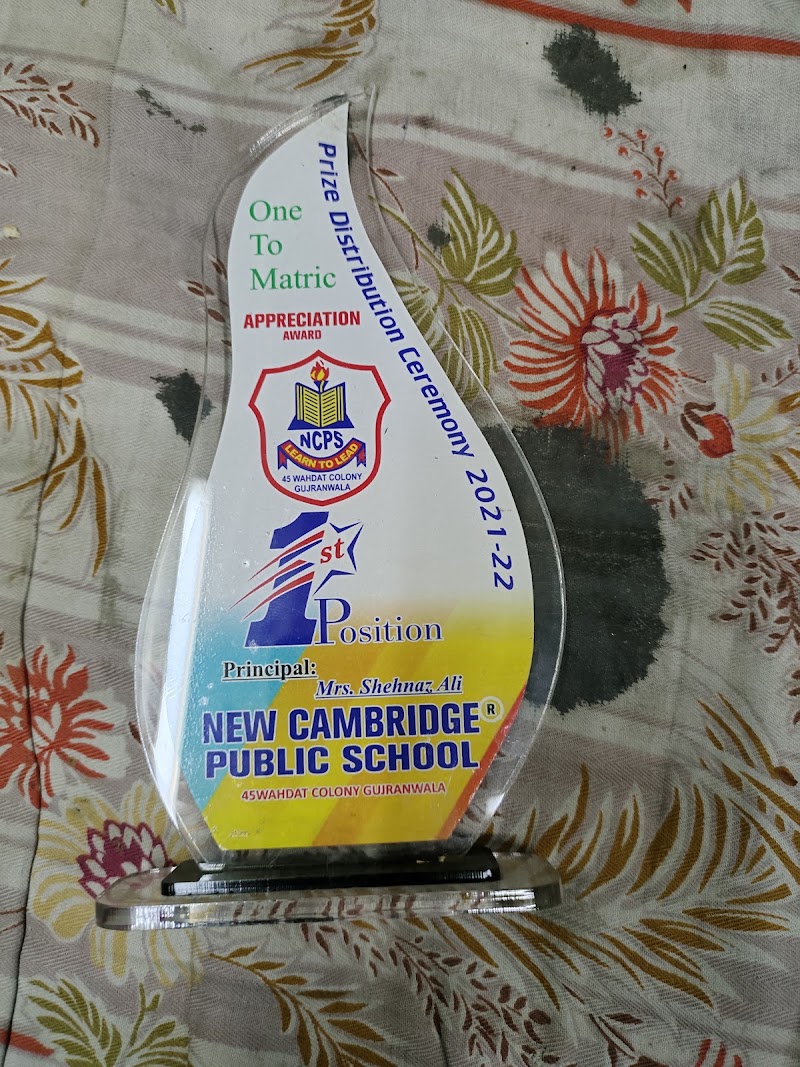 Prize Distribution Ceremony 2021-22
One
To
Matric
APPRECIATION
AWARD
NCPS
LEARN TO LEAD
45 WAHDAT COLONY
GUJRANWALA
1st
Position
Principal:
Mrs. Shehnaz Ali
NEW CAMBRIDGE®
PUBLIC SCHOOL
45WAHDAT COLONY GUJRANWALA